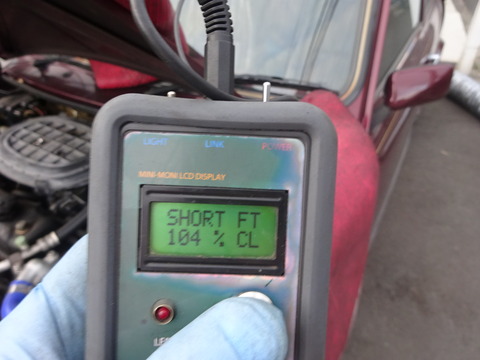 LIGHT LINK POWER
MINI-MONI LCD DISPLAY
SHORT FT
104 % CL